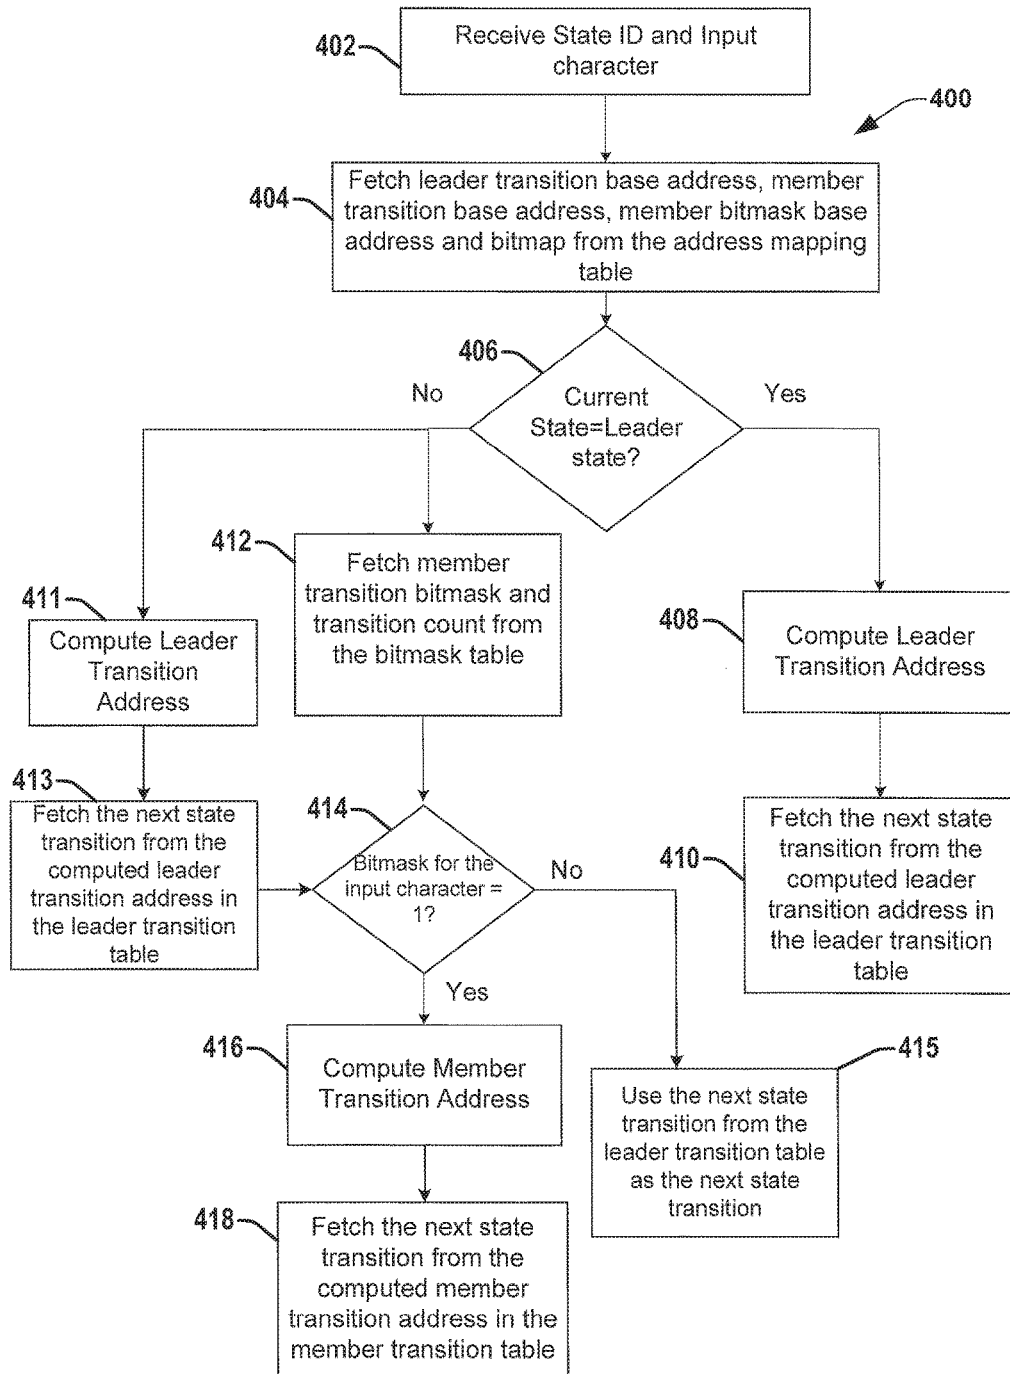 402
Receive State ID and Input
character
400
404
Fetch leader transition base address, member
transition base address, member bitmask base
address and bitmap from the address mapping
table
406
No
Yes
Current
State=Leader
state?
412
Fetch member
transition bitmask and
transition count from
the bitmask table
411
Compute Leader
Transition
Address
408
Compute Leader
Transition Address
413
Fetch the next state
transition from the
computed leader
transition address in
the leader transition
table
414
Bitmask for the
input character =
1?
No
Yes
410
Fetch the next state
transition from the
computed leader
transition address in
the leader transition
table
416
Compute Member
Transition Address
415
Use the next state
transition from the
leader transition table
as the next state
transition
418
Fetch the next state
transition from the
computed member
transition address in the
member transition table